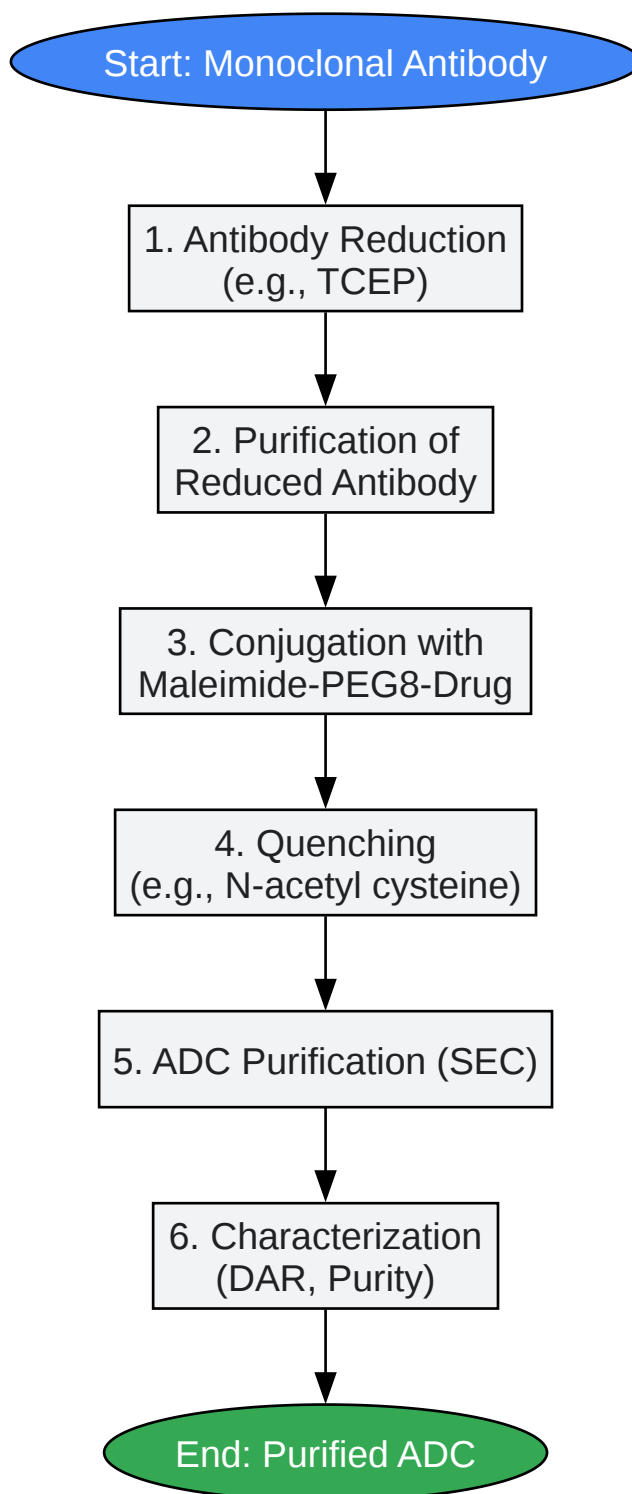 Start: Monoclonal Antibody
1. Antibody Reduction
(e.g., TCEP)
2. Purification of
Reduced Antibody
3. Conjugation with
Maleimide-PEG8-Drug
4. Quenching
(e.g., N-acetyl cysteine)
5. ADC Purification (SEC)
6. Characterization
(DAR, Purity)
End: Purified ADC